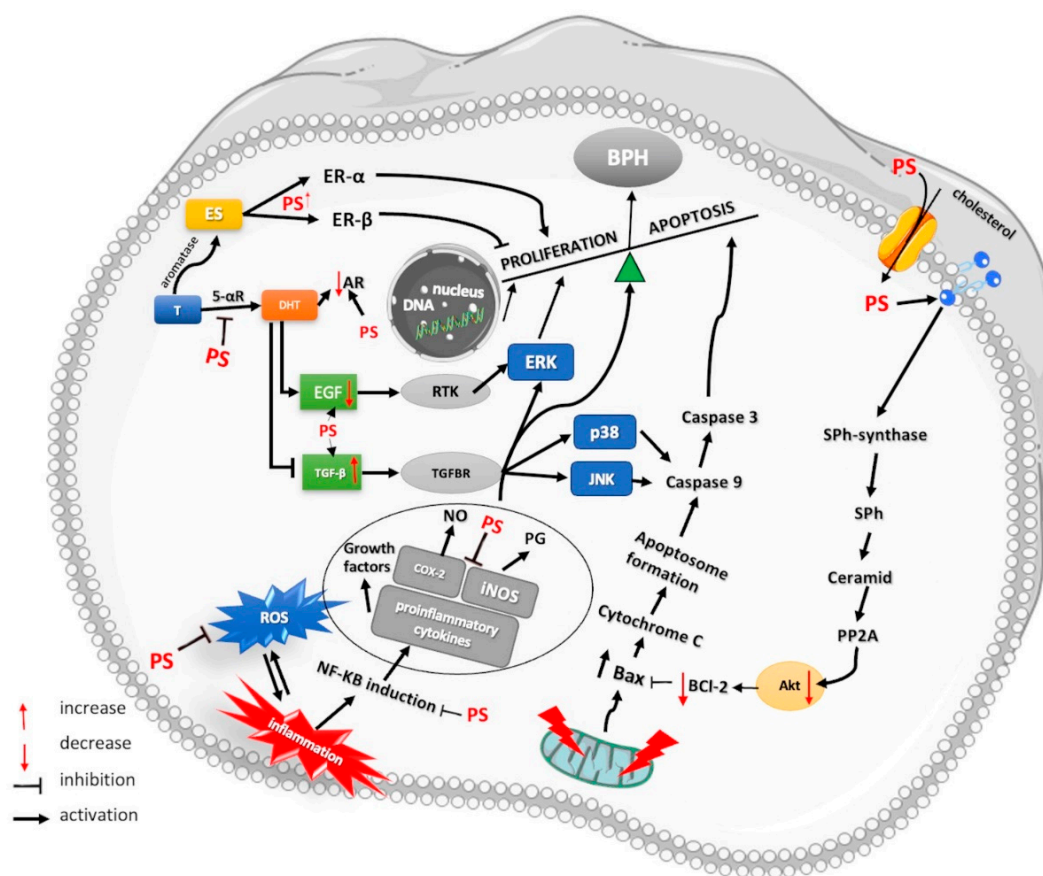 BPH
PS
cholesterol
ER-α
PS↑
ES
ER-β
aromatase
PROLIFERATION
APOPTOSIS
T
5-αR
DHT
AR
PS
PS
DNA
nucleus
PS
EGF
RTK
ERK
PS
TGF-β
TGFBR
p38
JNK
Caspase 3
Caspase 9
SPh-synthase
SPh
Ceramid
PP2A
Akt
BCl-2
Bax
Cytochrome C
Apoptosome
formation
NO
PS
PG
Growth
factors
COX-2
iNOS
proinflammatory
cytokines
ROS
PS
NF-KB induction
PS
inflammation
increase
decrease
inhibition
activation